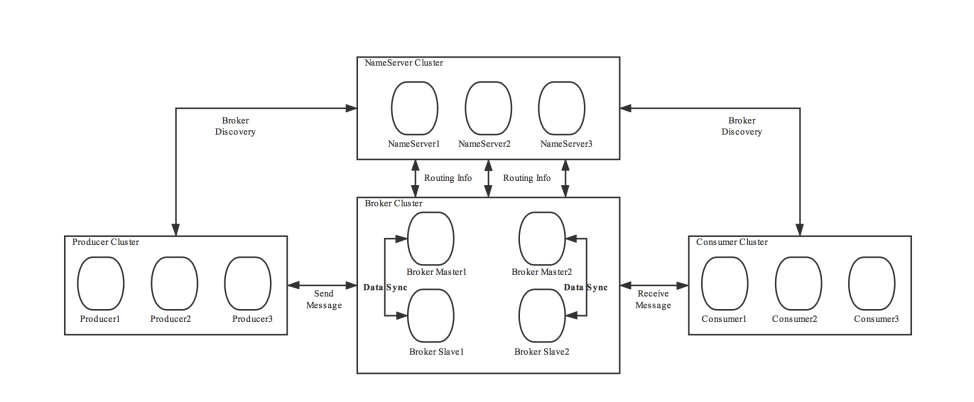 NameServer Cluster
NameServer1
NameServer2
NameServer3
Broker
Discovery
Broker
Discovery
Routing Info
Routing Info
Broker Cluster
Producer Cluster
Consumer Cluster
Broker Master1
Broker Master2
Data Sync
Data Sync
Send
Message
Receive
Message
Producer1
Producer2
Producer3
Consumer1
Consumer2
Consumer3
Broker Slave1
Broker Slave2